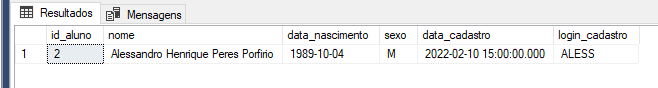 Resultados Mensagens
id_aluno nome data_nascimento sexo data_cadastro login_cadastro
1 2 Alessandro Henrique Peres Porfirio 1989-10-04 M 2022-02-10 15:00:00.000 ALESS